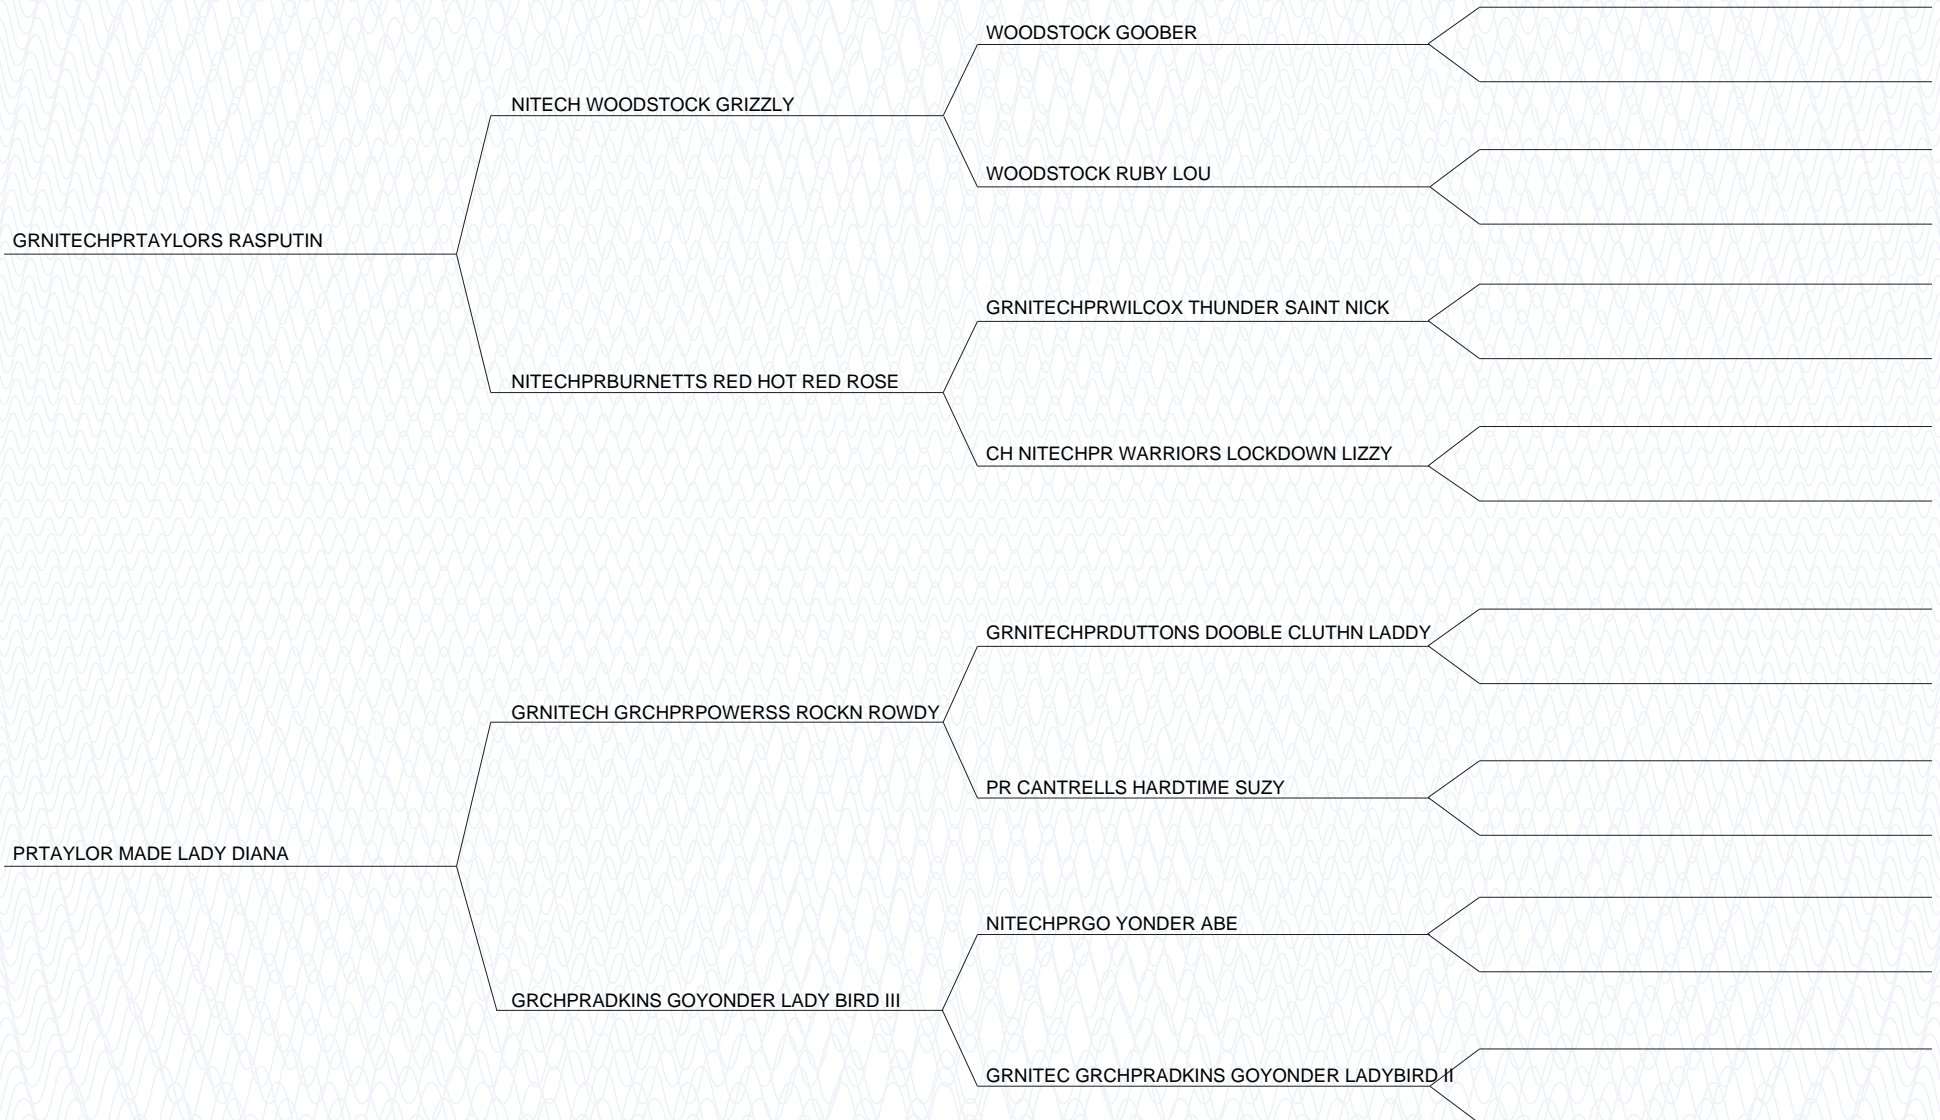 WOODSTOCK GOOBER
NITECH WOODSTOCK GRIZZLY
WOODSTOCK RUBY LOU
GRNITECHPRTAYLORS RASPUTIN
GRNITECHPRWILCOX THUNDER SAINT NICK
NITECHPRBURNETTS RED HOT RED ROSE
CH NITECHPR WARRIORS LOCKDOWN LIZZY
GRNITECHPRDUTTONS DOOBLE CLUTHN LADDY
GRNITECH GRCHPRPOWERSS ROCKN ROWDY
PR CANTRELLS HARDTIME SUZY
PRTAYLOR MADE LADY DIANA
NITECHPRGO YONDER ABE
GRCHPRADKINS GOYONDER LADY BIRD III
GRNITEC GRCHPRADKINS GOYONDER LADYBIRD II